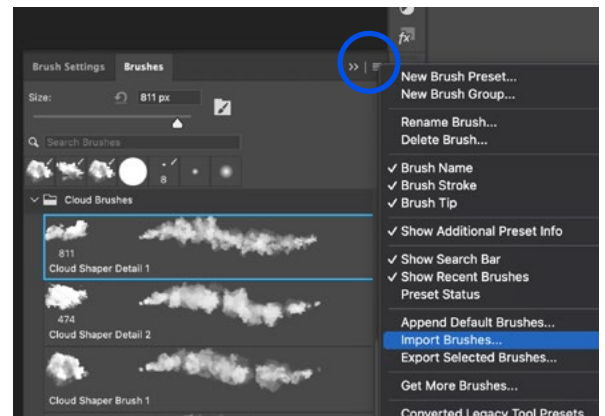 fx
Brush Settings Brushes
Size: 811 px
Search Brushes
8
Cloud Brushes
811
Cloud Shaper Detail 1
474
Cloud Shaper Detail 2
Cloud Shaper Brush 1
New Brush Preset...
New Brush Group...
Rename Brush...
Delete Brush...
✓ Brush Name
✓ Brush Stroke
✓ Brush Tip
✓ Show Additional Preset Info
✓ Show Search Bar
✓ Show Recent Brushes
Preset Status
Append Default Brushes...
Import Brushes...
Export Selected Brushes...
Get More Brushes...
Converted Legacy Tool Presets